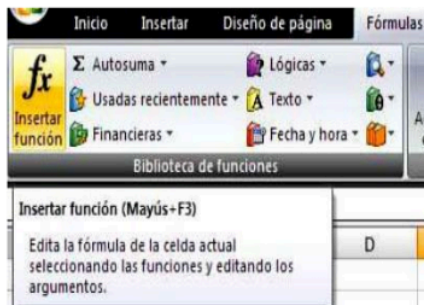 Inicio Insertar Diseño de página Fórmulas
fx Σ Autosuma Lógicas
Usadas recientemente A Texto θ
Insertar función Financieras Fecha y hora
Biblioteca de funciones
Insertar función (Mayús+F3)
D
Edita la fórmula de la celda actual
seleccionando las funciones y editando los
argumentos.